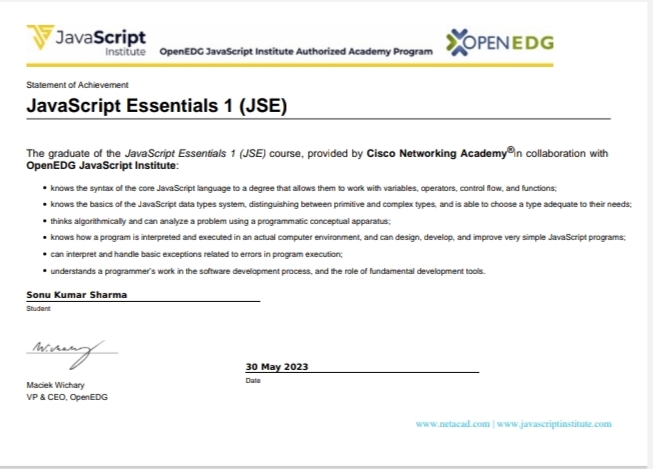 JavaScript
Institute
OpenEDG JavaScript Institute Authorized Academy Program
OPENEDG
Statement of Achievement
JavaScript Essentials 1 (JSE)
The graduate of the JavaScript Essentials 1 (JSE) course, provided by Cisco Networking Academy®in collaboration with
OpenEDG JavaScript Institute:
• knows the syntax of the core JavaScript language to a degree that allows them to work with variables, operators, control flow, and functions;
• knows the basics of the JavaScript data types system, distinguishing between primitive and complex types, and is able to choose a type adequate to their needs;
• thinks algorithmically and can analyze a problem using a programmatic conceptual apparatus;
• knows how a program is interpreted and executed in an actual computer environment, and can design, develop, and improve very simple JavaScript programs;
• can interpret and handle basic exceptions related to errors in program execution;
• understands a programmer's work in the software development process, and the role of fundamental development tools.
Sonu Kumar Sharma
Student
30 May 2023
Date
Maciek Wichary
VP & CEO, OpenEDG
www.netacad.com | www.javascriptinstitute.com